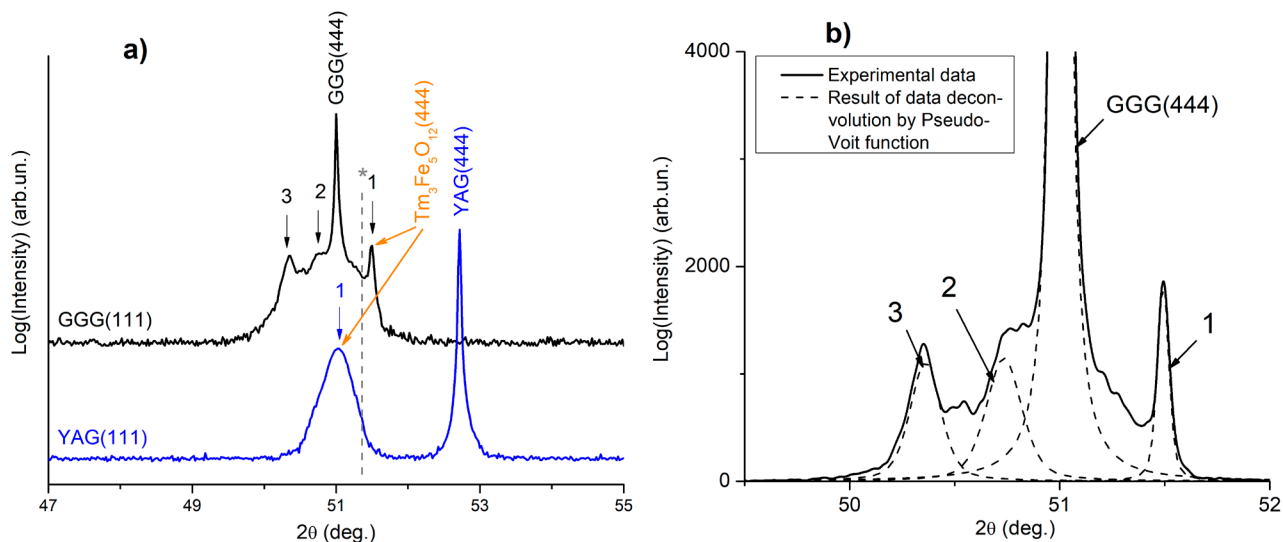 a)
GGG(444)
Tm3Fe5O12(444)
YAG(444)
*
1
2
3
1
GGG(111)
YAG(111)
Log(Intensity) (arb.un.)
47
49
51
53
55
2θ (deg.)
b)
4000
2000
0
Experimental data
Result of data decon-
volution by Pseudo-
Voit function
GGG(444)
3
2
1
Log(Intensity) (arb.un.)
50
51
52
2θ (deg.)